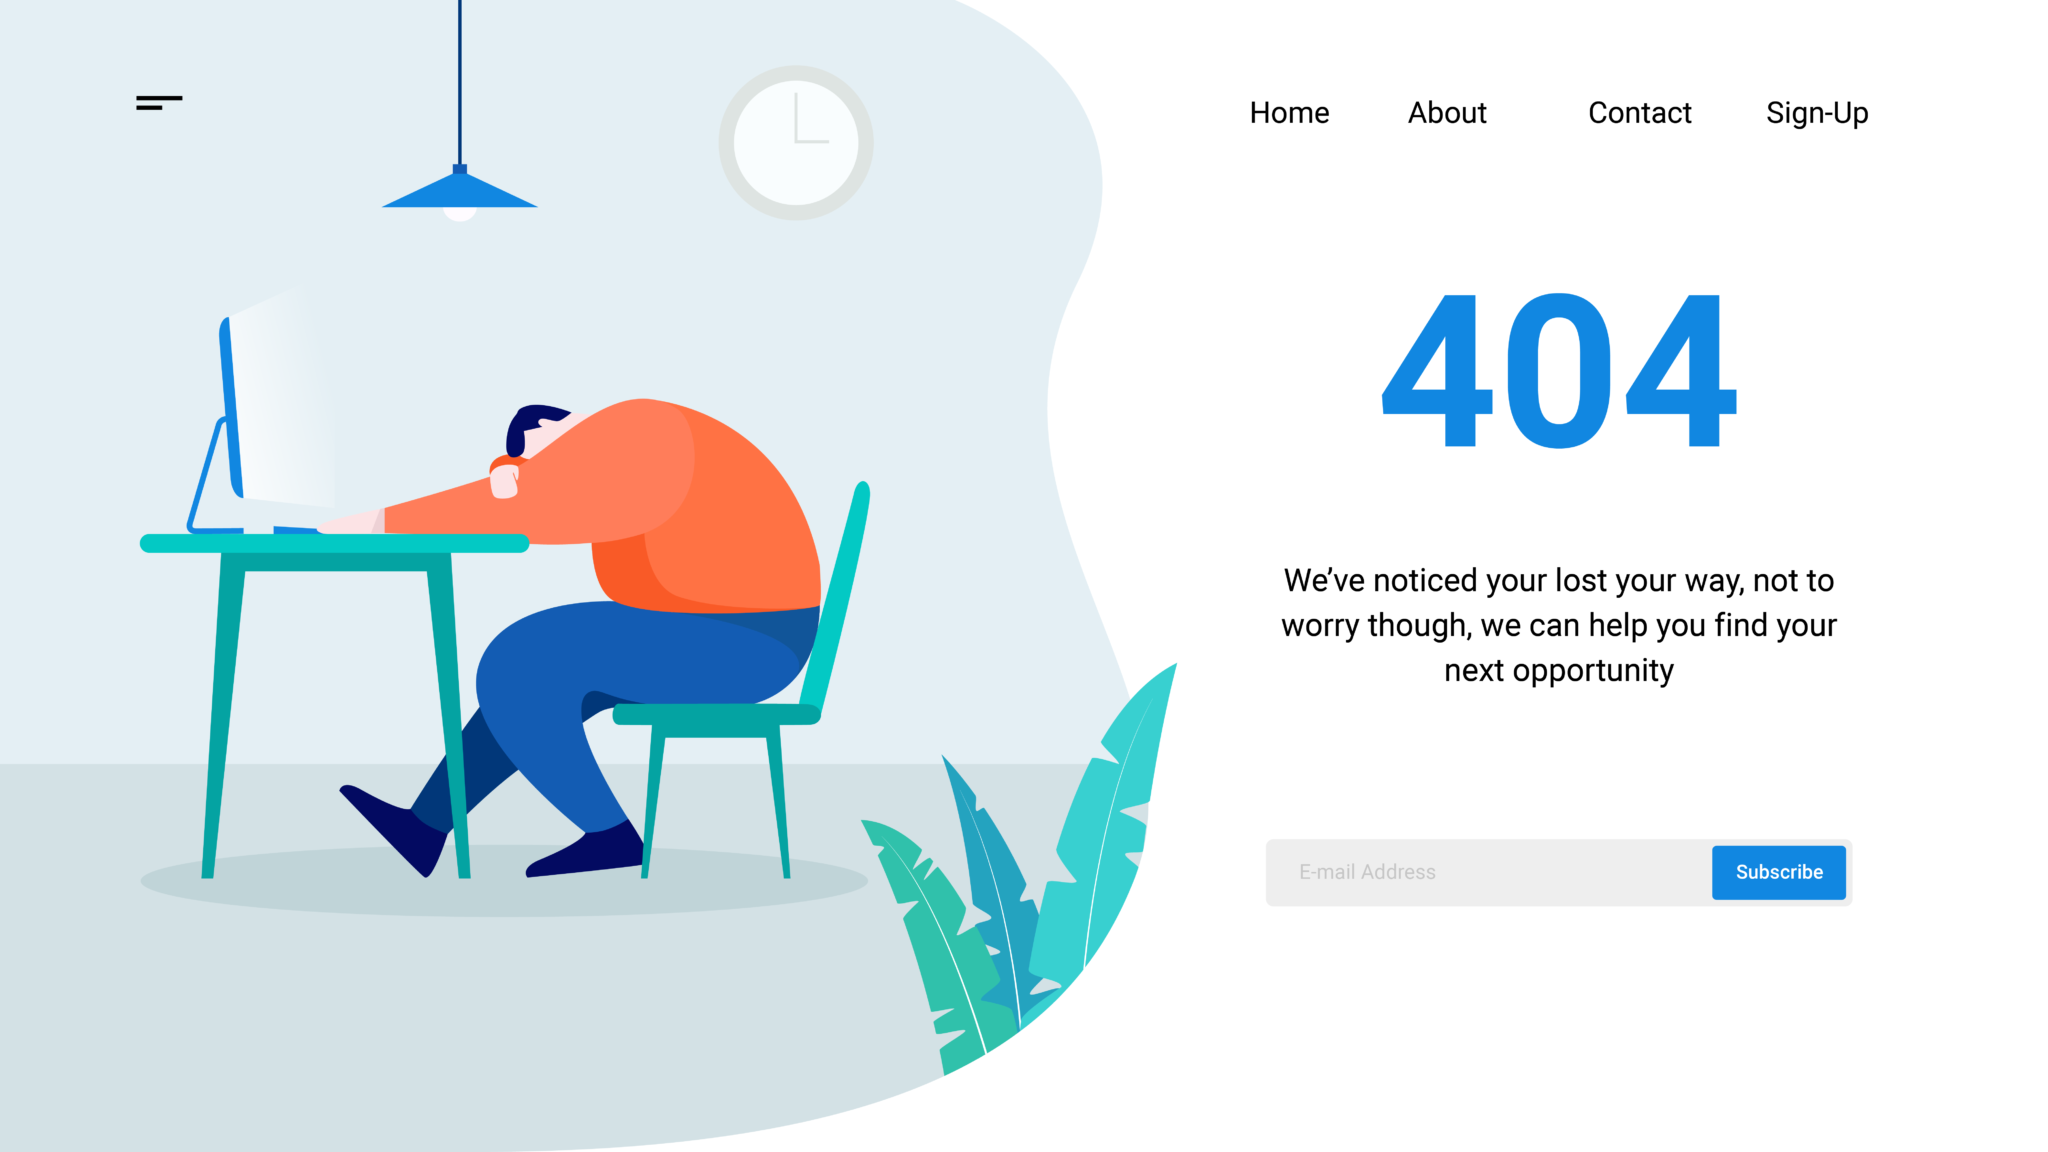 Home About Contact Sign-Up
404
We’ve noticed your lost your way, not to
worry though, we can help you find your
next opportunity
E-mail Address Subscribe